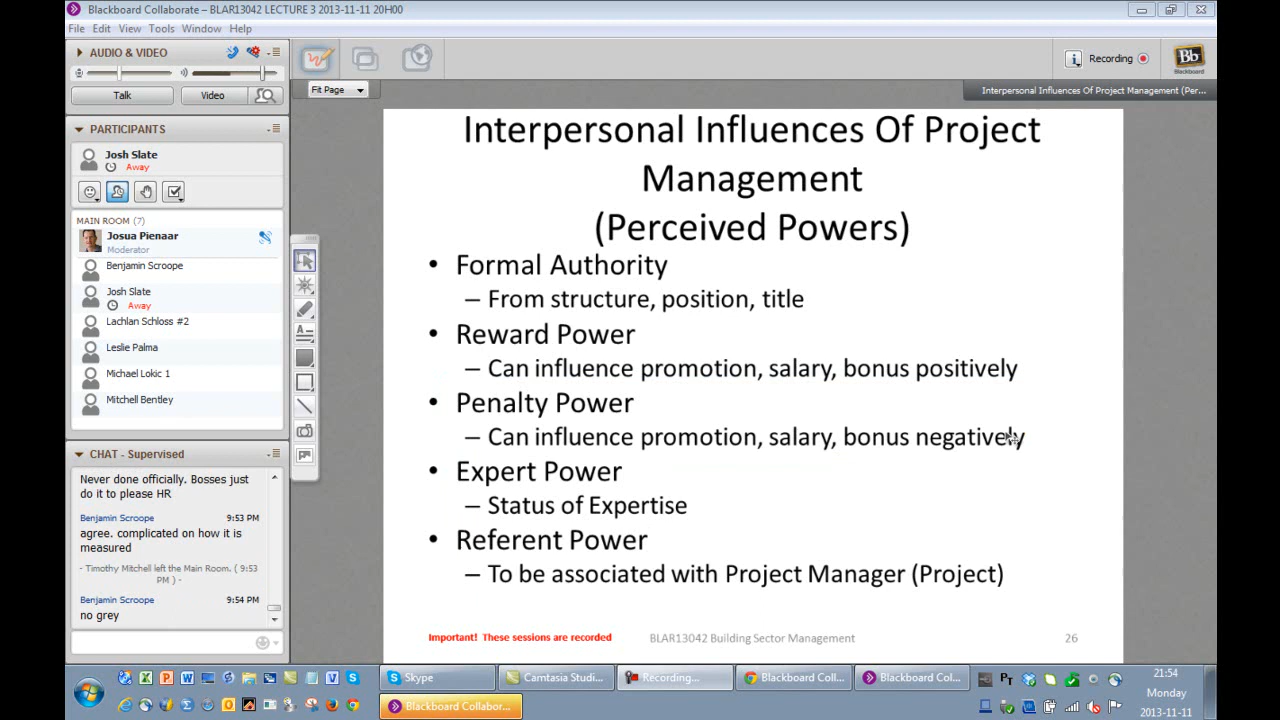 Blackboard Collaborate – BLAR13042 LECTURE 3 2013-11-11 20H00
File Edit View Tools Window Help
AUDIO & VIDEO
Talk Video
PARTICIPANTS
Josh Slate
Away
MAIN ROOM (7)
Josua Pienaar
Moderator
Benjamin Scroope
Josh Slate
Away
Lachlan Schloss #2
Leslie Palma
Michael Lokic 1
Mitchell Bentley
CHAT - Supervised
Never done officially. Bosses just
do it to please HR
Benjamin Scroope 9:53 PM
agree. complicated on how it is
measured
- Timothy Mitchell left the Main Room. ( 9:53
PM ) -
Benjamin Scroope 9:54 PM
no grey
Fit Page
Recording
Bb
Blackboard
Interpersonal Influences Of Project Management (Per...
Interpersonal Influences Of Project
Management
(Perceived Powers)
• Formal Authority
– From structure, position, title
• Reward Power
– Can influence promotion, salary, bonus positively
• Penalty Power
– Can influence promotion, salary, bonus negatively
• Expert Power
– Status of Expertise
• Referent Power
– To be associated with Project Manager (Project)
Important! These sessions are recorded BLAR13042 Building Sector Management 26
Skype Camtasia Studi... Recording... Blackboard Coll... Blackboard Col...
Blackboard Collabor...
21:54
Monday
2013-11-11